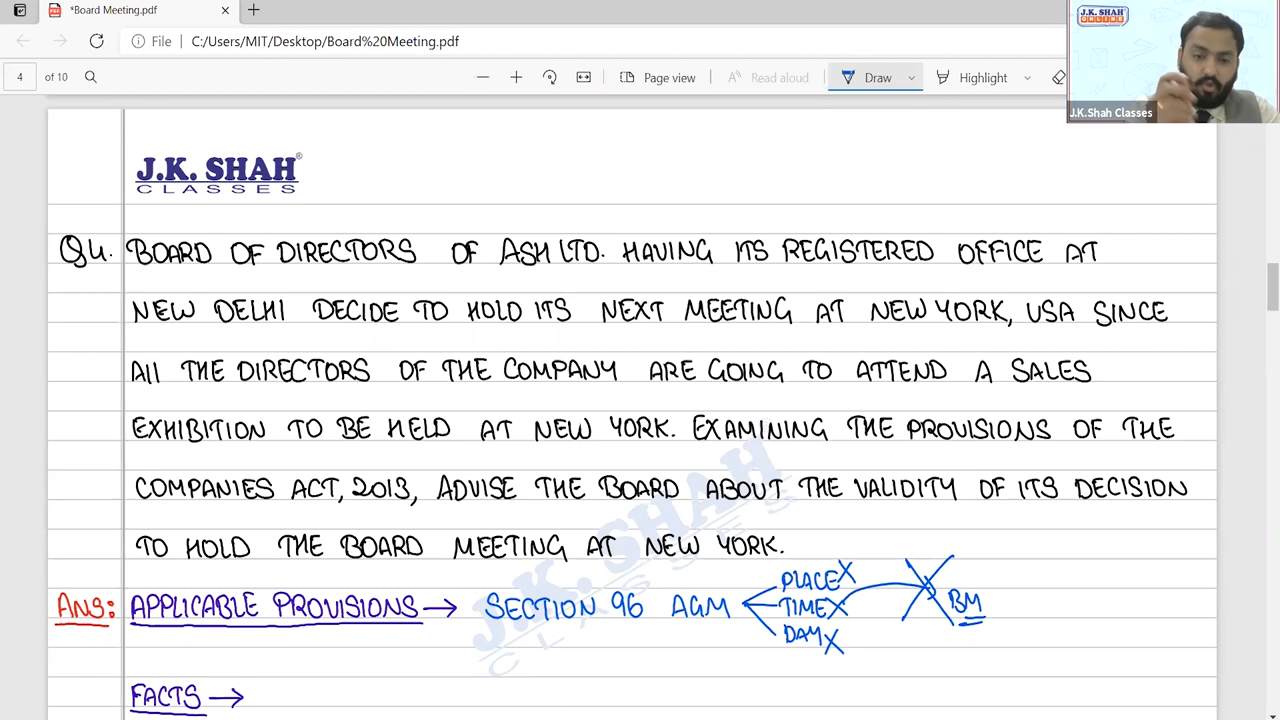 *Board Meeting.pdf
File C:/Users/MIT/Desktop/Board%20Meeting.pdf
4 of 10 Page view Read aloud Draw Highlight
J.K.SHAH
ONLINE
J.K.Shah Classes
J.K. SHAH®
CLASSES
Q4. BOARD OF DIRECTORS OF ASH LTD. HAVING ITS REGISTERED OFFICE AT
NEW DELHI DECIDE TO HOLD ITS NEXT MEETING AT NEW YORK, USA SINCE
All THE DIRECTORS OF THE COMPANY ARE GOING TO ATTEND A SALES
EXHIBITION TO BE HELD AT NEW YORK. EXAMINING THE PROVISIONS OF THE
COMPANIES ACT, 2013, ADVISE THE BOARD ABOUT THE VALIDITY OF ITS DECISION
TO HOLD THE BOARD MEETING AT NEW YORK.
ANS: APPLICABLE PROVISIONS → SECTION 96 AGM
PLACE X
TIME X
DAY X
BM
FACTS →
J.K. SHAH
CLASSES